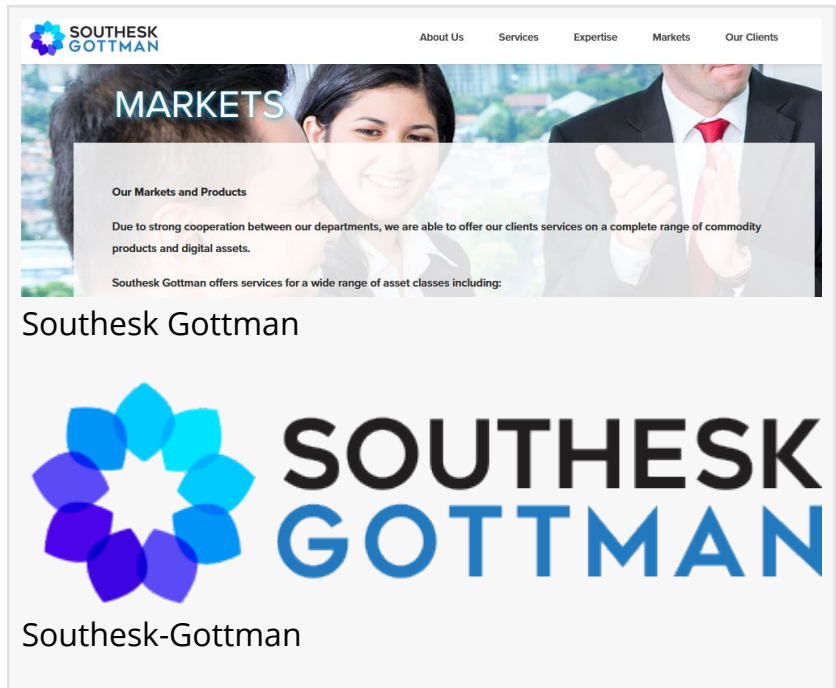 SOUTHESK
GOTTMAN
About Us Services Expertise Markets Our Clients
MARKETS
Our Markets and Products
Due to strong cooperation between our departments, we are able to offer our clients services on a complete range of commodity
products and digital assets.
Southesk Gottman offers services for a wide range of asset classes including:
Southesk Gottman
SOUTHESK
GOTTMAN
Southesk-Gottman